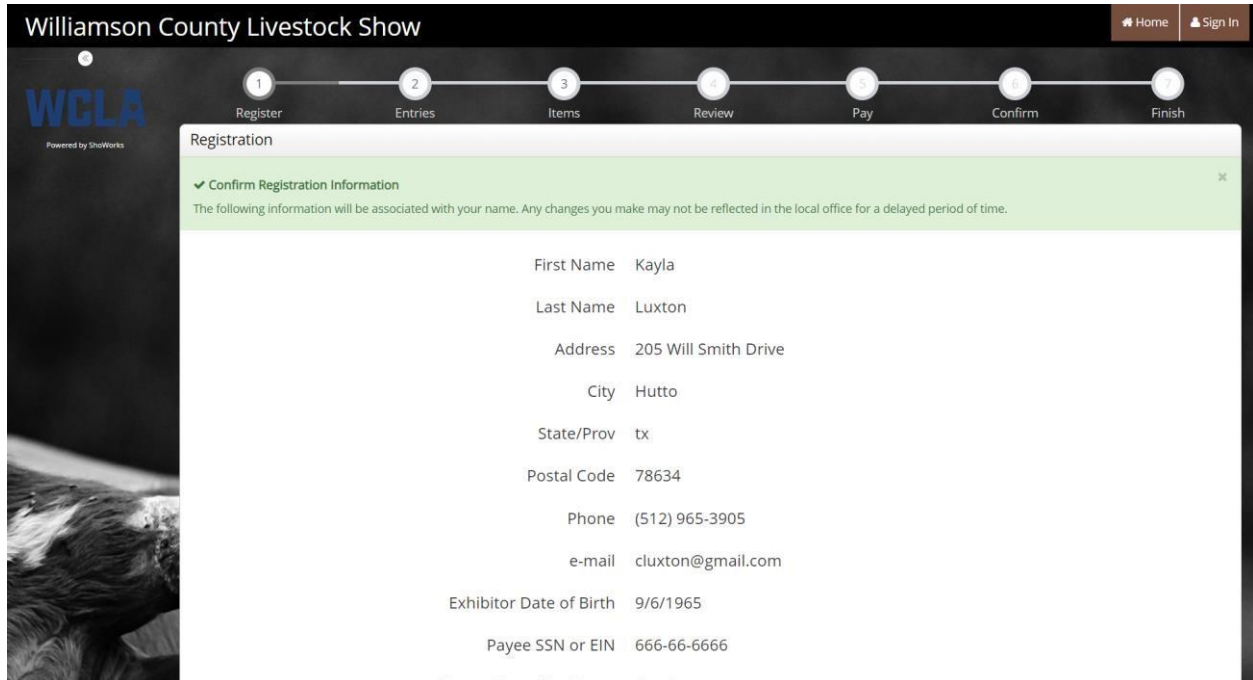 Williamson County Livestock Show
Home
Sign In
WCLA
Powered by ShoWorks
1
2
3
4
5
6
7
Register
Entries
Items
Review
Pay
Confirm
Finish
Registration
Confirm Registration Information
The following information will be associated with your name. Any changes you make may not be reflected in the local office for a delayed period of time.
First Name Kayla
Last Name Luxton
Address 205 Will Smith Drive
City Hutto
State/Prov tx
Postal Code 78634
Phone (512) 965-3905
e-mail cluxton@gmail.com
Exhibitor Date of Birth 9/6/1965
Payee SSN or EIN 666-66-6666